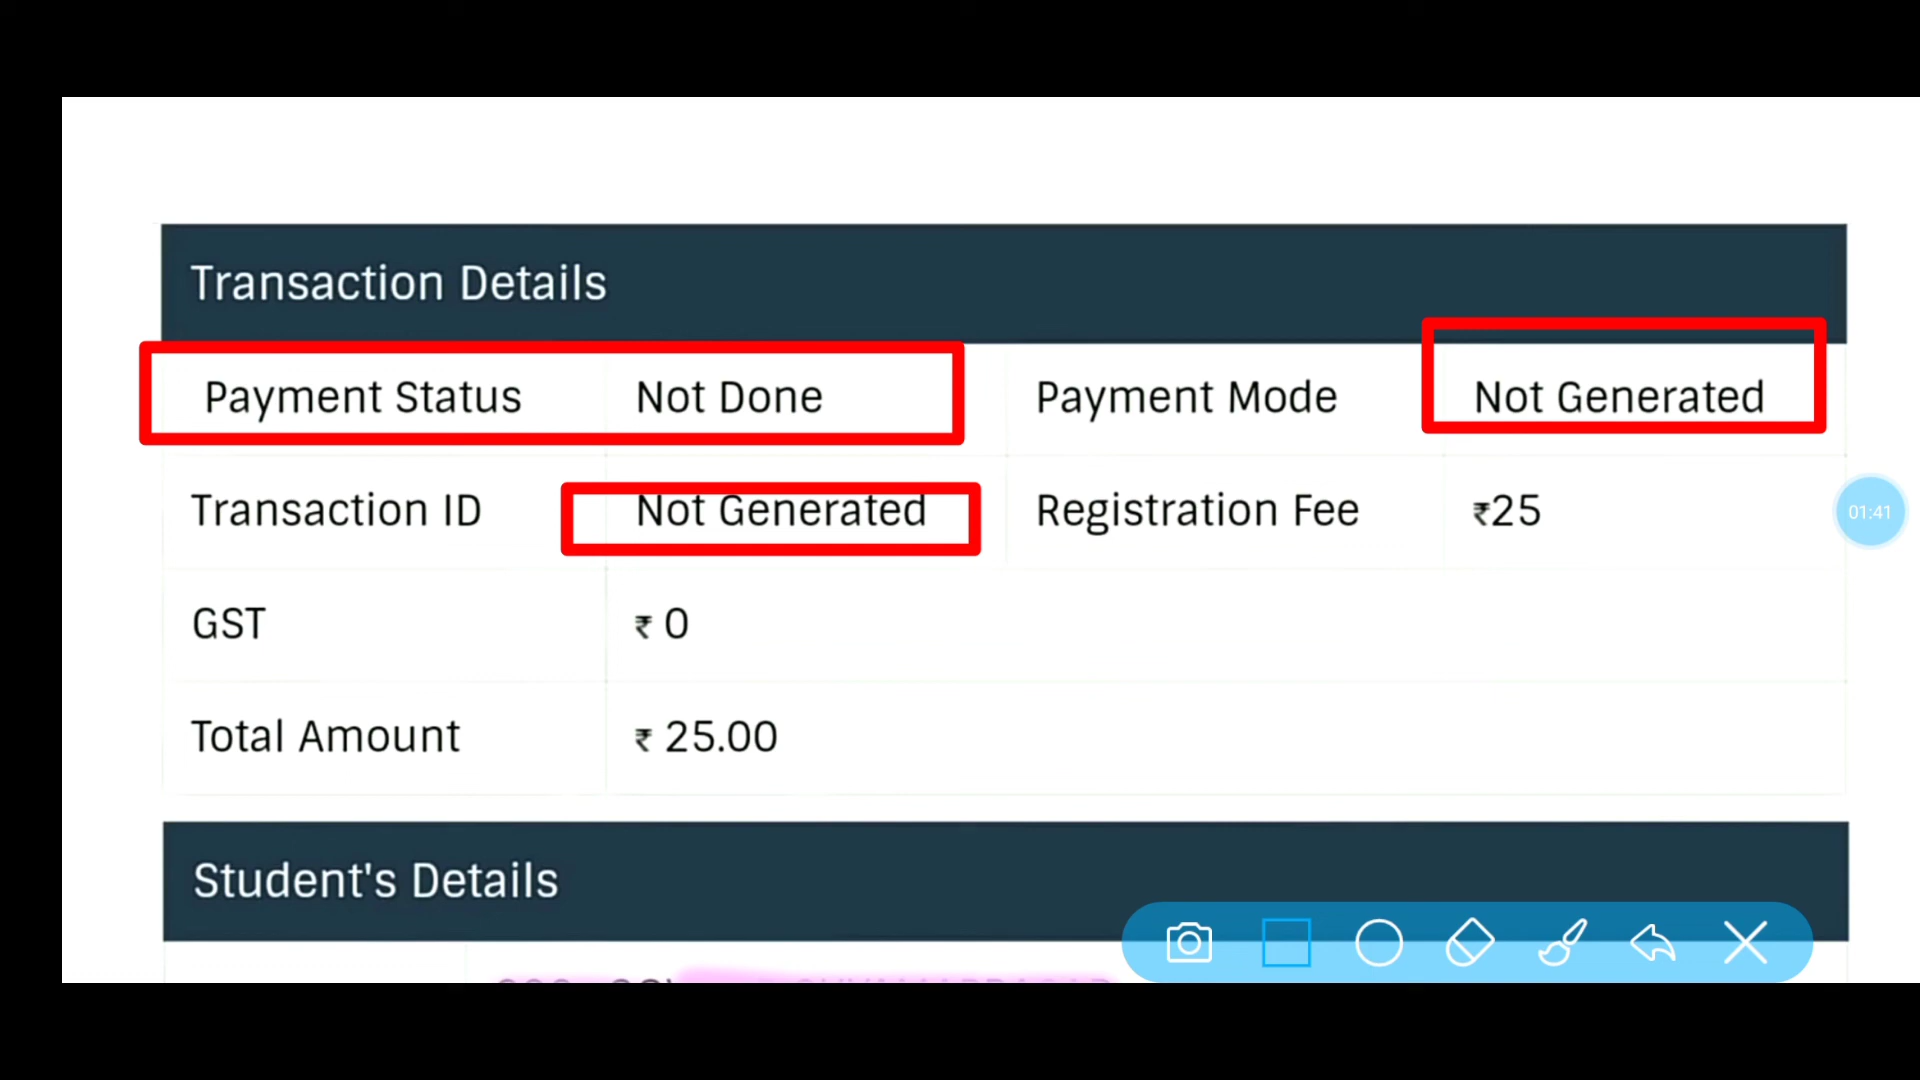 Transaction Details
Payment Status Not Done Payment Mode Not Generated
Transaction ID Not Generated Registration Fee ₹25
01:41
GST ₹ 0
Total Amount ₹ 25.00
Student's Details